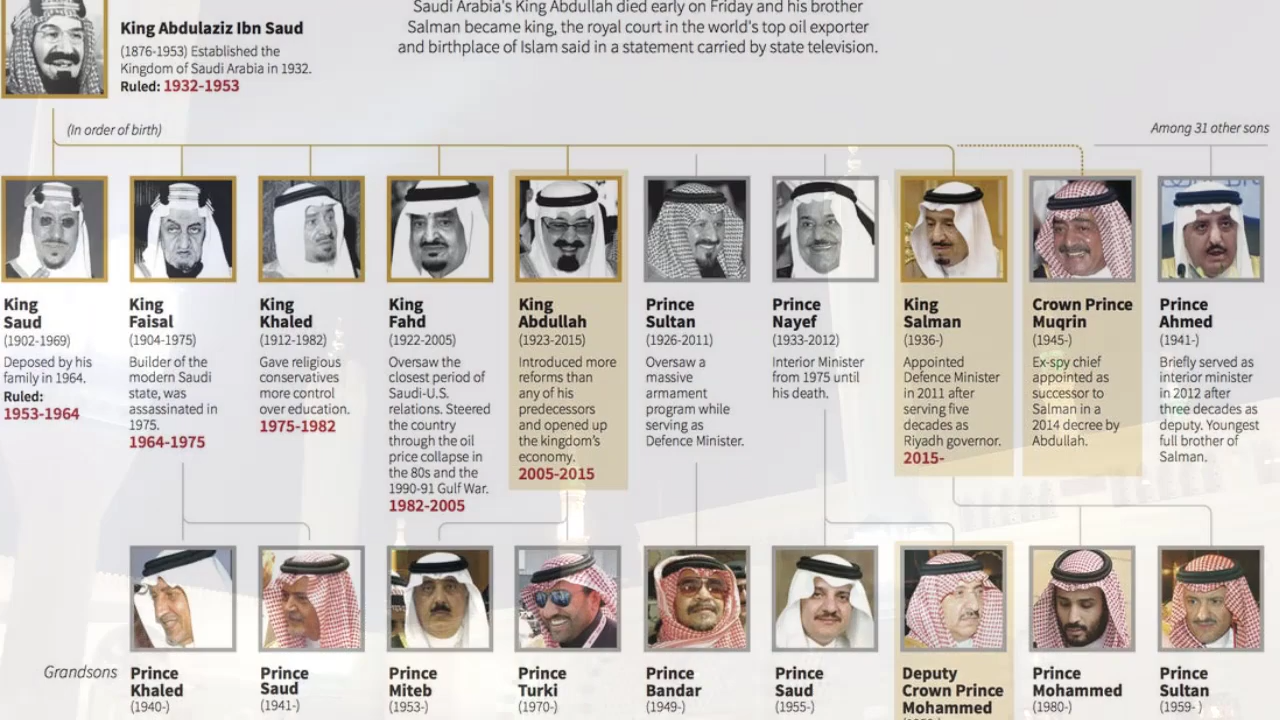 Saudi Arabia's King Abdullah died early on Friday and his brother
Salman became king, the royal court in the world's top oil exporter
and birthplace of Islam said in a statement carried by state television.
King Abdulaziz Ibn Saud
(1876-1953) Established the
Kingdom of Saudi Arabia in 1932.
Ruled: 1932-1953
(In order of birth)
Among 31 other sons
King
Saud
(1902-1969)
Deposed by his
family in 1964.
Ruled:
1953-1964
King
Faisal
(1904-1975)
Builder of the
modern Saudi
state, was
assassinated in
1975.
1964-1975
King
Khaled
(1912-1982)
Gave religious
conservatives
more control
over education.
1975-1982
King
Fahd
(1922-2005)
Oversaw the
closest period of
Saudi-U.S.
relations. Steered
the country
through the oil
price collapse in
the 80s and the
1990-91 Gulf War.
1982-2005
King
Abdullah
(1923-2015)
Introduced more
reforms than
any of his
predecessors
and opened up
the kingdom's
economy.
2005-2015
Prince
Sultan
(1926-2011)
Oversaw a
massive
armament
program while
serving as
Defence Minister.
Prince
Nayef
(1933-2012)
Interior Minister
from 1975 until
his death.
King
Salman
(1936-)
Appointed
Defence Minister
in 2011 after
serving five
decades as
Riyadh governor.
2015-
Crown Prince
Muqrin
(1945-)
Ex-spy chief
appointed as
successor to
Salman in a
2014 decree by
Abdullah.
Prince
Ahmed
(1941-)
Briefly served as
interior minister
in 2012 after
three decades as
deputy. Youngest
full brother of
Salman.
Grandsons
Prince
Khaled
(1940-)
Prince
Saud
(1941-)
Prince
Miteb
(1953-)
Prince
Turki
(1970-)
Prince
Bandar
(1949-)
Prince
Saud
(1955-)
Deputy
Crown Prince
Mohammed
Prince
Mohammed
(1980-)
Prince
Sultan
(1959- )